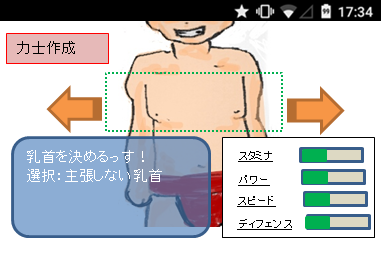 17:34
力士作成
乳首を決めるっす！
選択：主張しない乳首
スタミナ
パワー
スピード
ディフェンス